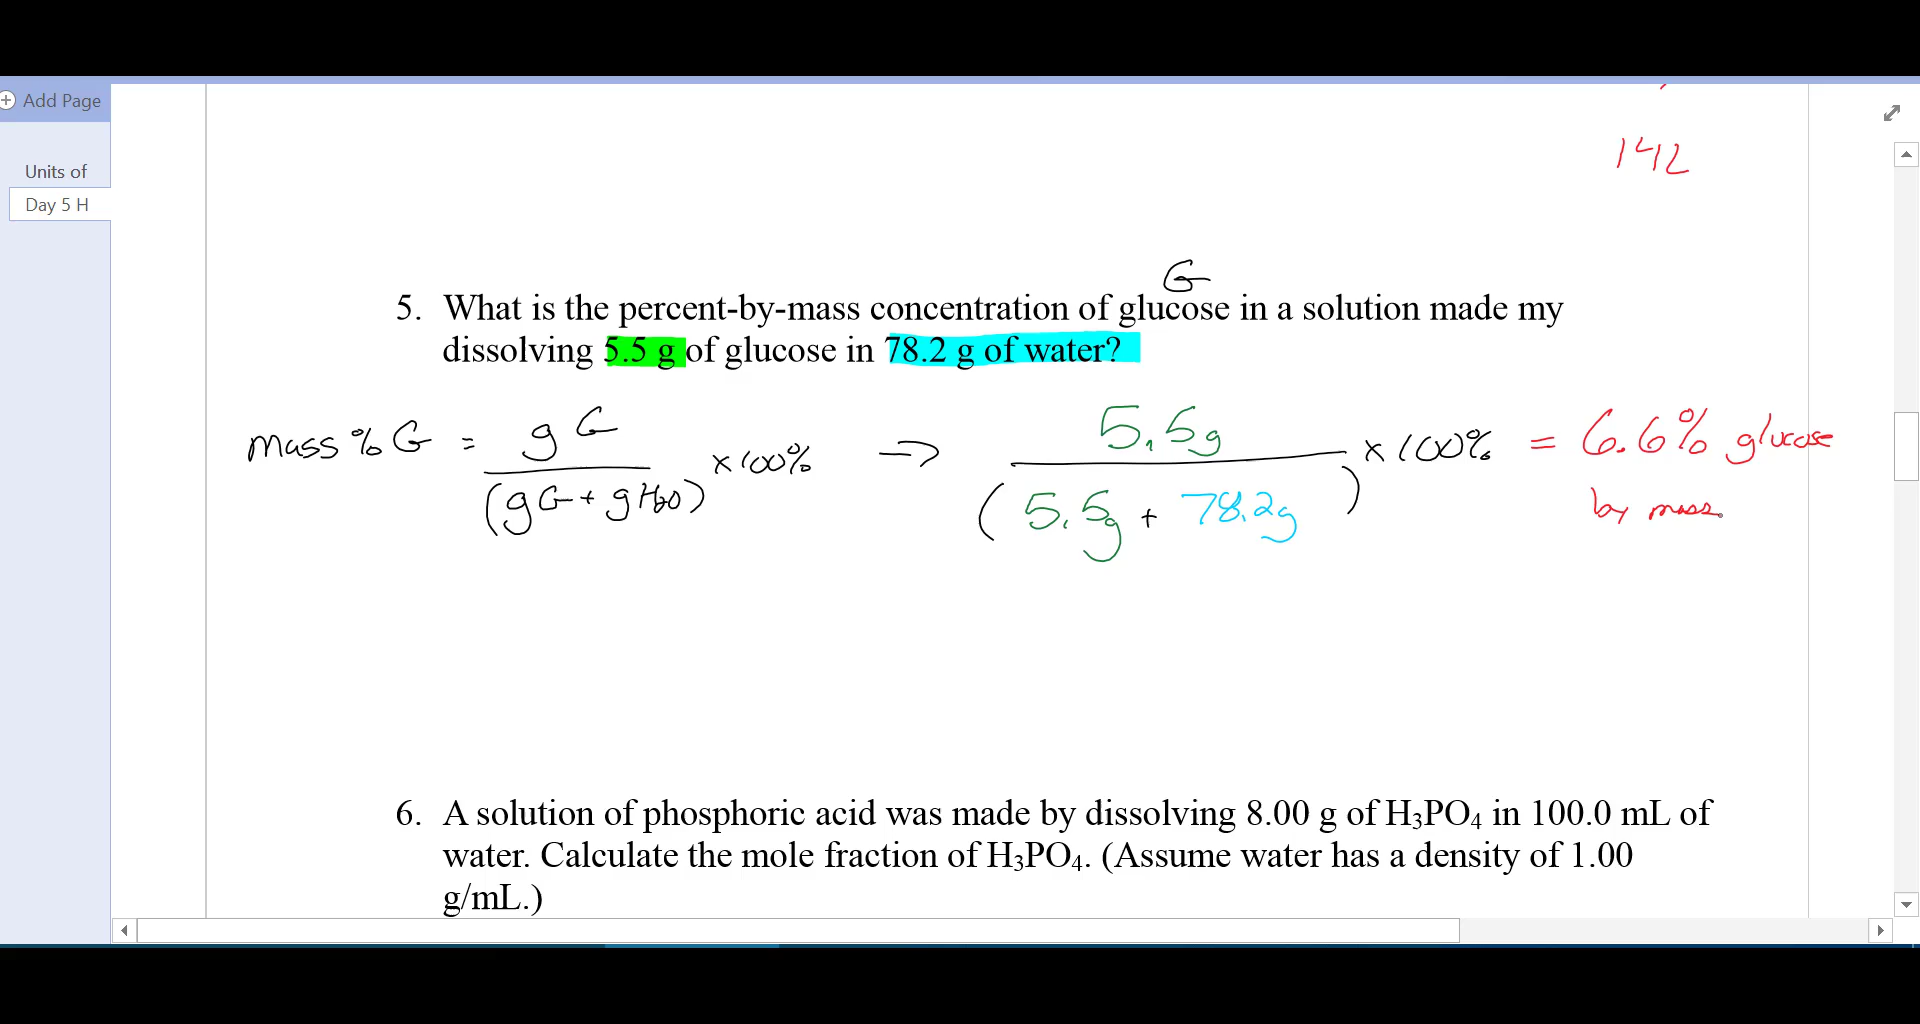 Add Page
Units of
Day 5 H
142
G
5. What is the percent-by-mass concentration of glucose in a solution made my
dissolving 5.5 g of glucose in 78.2 g of water?
mass % G = g G / (g G + g H₂O) x 100% → 5.5g / (5.5g + 78.2g) x 100% = 6.6% glucose
by mass
6. A solution of phosphoric acid was made by dissolving 8.00 g of H₃PO₄ in 100.0 mL of
water. Calculate the mole fraction of H₃PO₄. (Assume water has a density of 1.00
g/mL.)